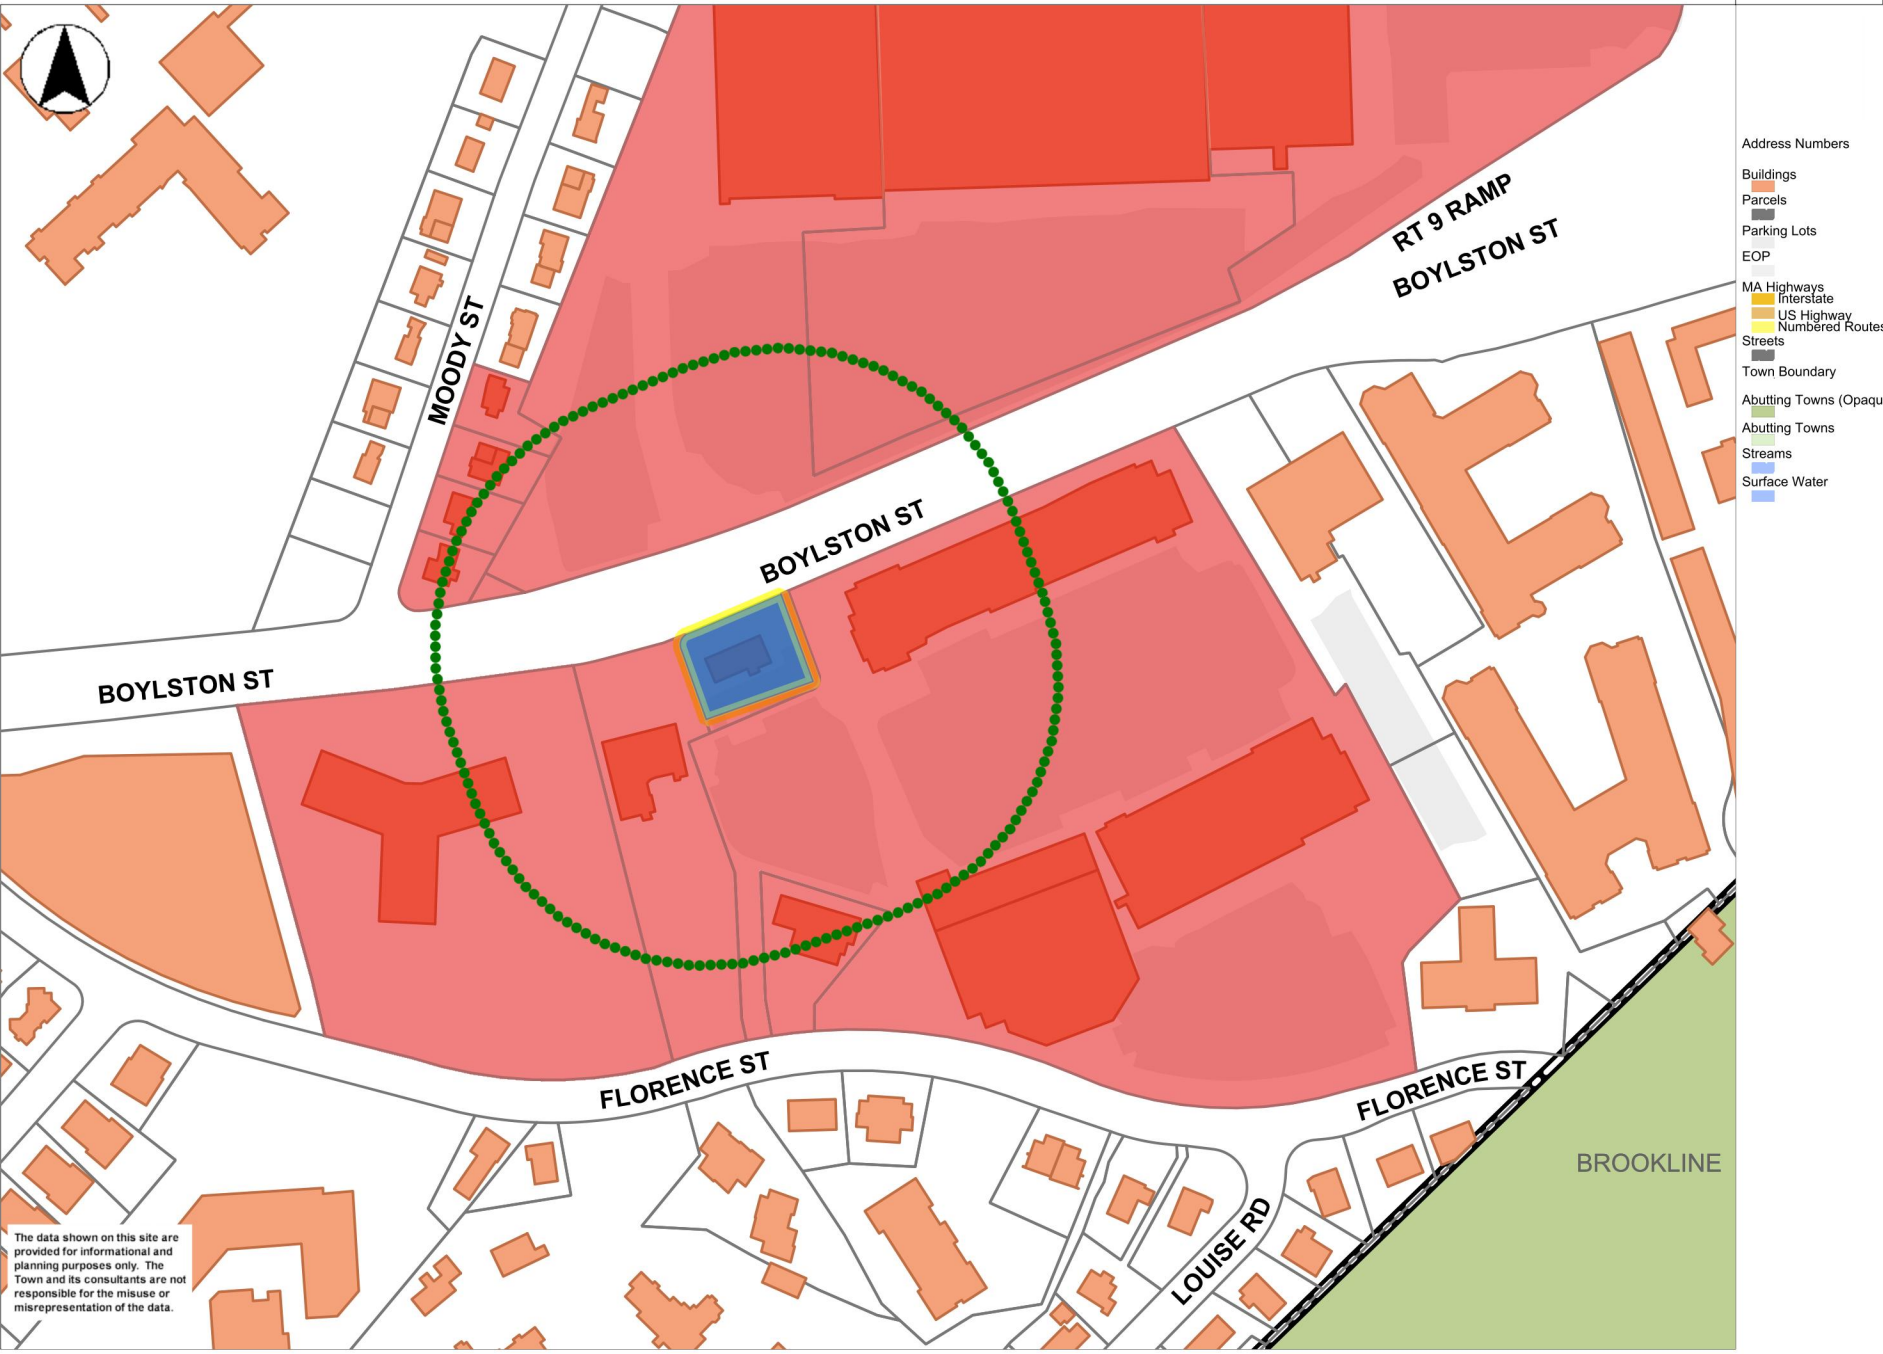 RT 9 RAMP
BOYLSTON ST
MOODY ST
BOYLSTON ST
BOYLSTON ST
FLORENCE ST
FLORENCE ST
LOUISE RD
BROOKLINE
The data shown on this site are
provided for informational and
planning purposes only. The
Town and its consultants are not
responsible for the misuse or
misrepresentation of the data.
Address Numbers
Buildings
Parcels
Parking Lots
EOP
MA Highways
Interstate
US Highway
Numbered Routes
Streets
Town Boundary
Abutting Towns (Opaqu
Abutting Towns
Streams
Surface Water